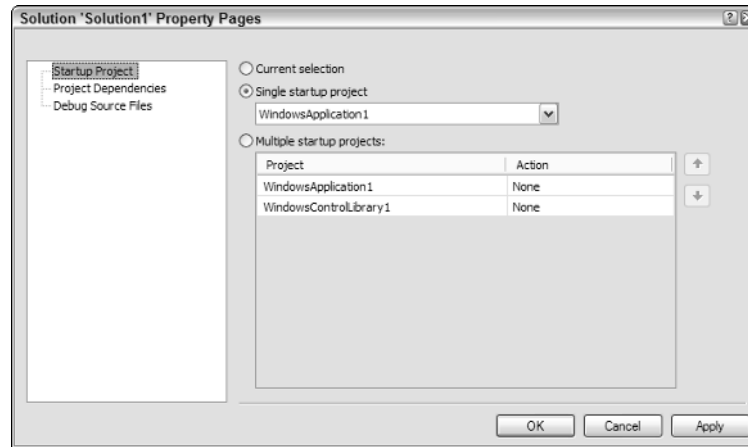 Solution 'Solution1' Property Pages
Startup Project
Project Dependencies
Debug Source Files
Current selection
Single startup project
WindowsApplication1
Multiple startup projects:
Project Action
WindowsApplication1 None
WindowsControlLibrary1 None
OK Cancel Apply